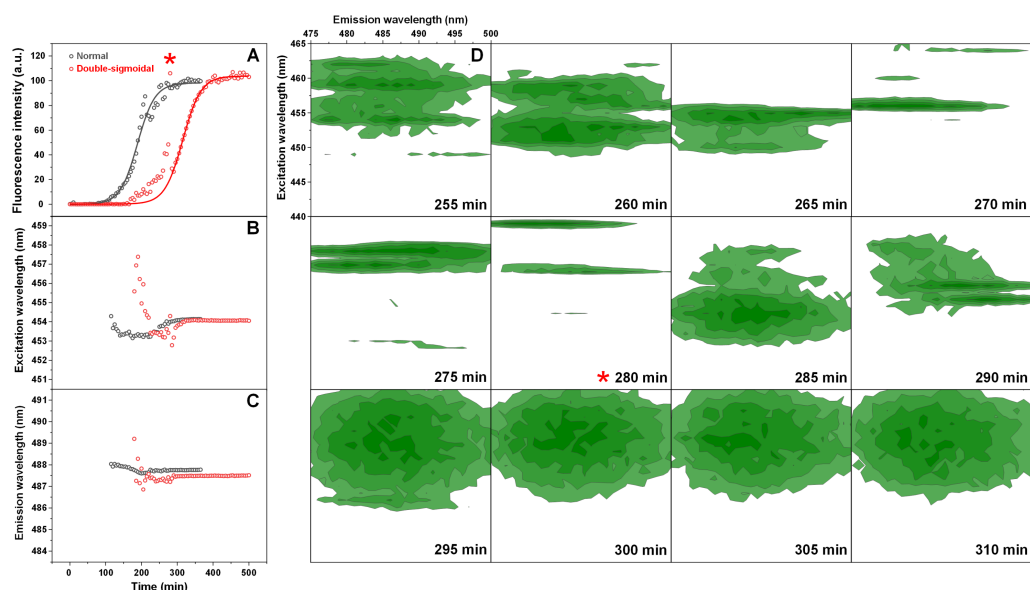 Emission wavelength (nm)
475 480 485 490 495 500
A
Normal
Double-sigmoidal
*
Fluorescence intensity (a.u.)
120
100
80
60
40
20
0
B
Excitation wavelength (nm)
459
458
457
456
455
454
453
452
451
C
Emission wavelength (nm)
491
490
489
488
487
486
485
484
0 100 200 300 400 500
Time (min)
D
Excitation wavelength (nm)
465
460
455
450
445
440
255 min
260 min
265 min
270 min
275 min
* 280 min
285 min
290 min
295 min
300 min
305 min
310 min